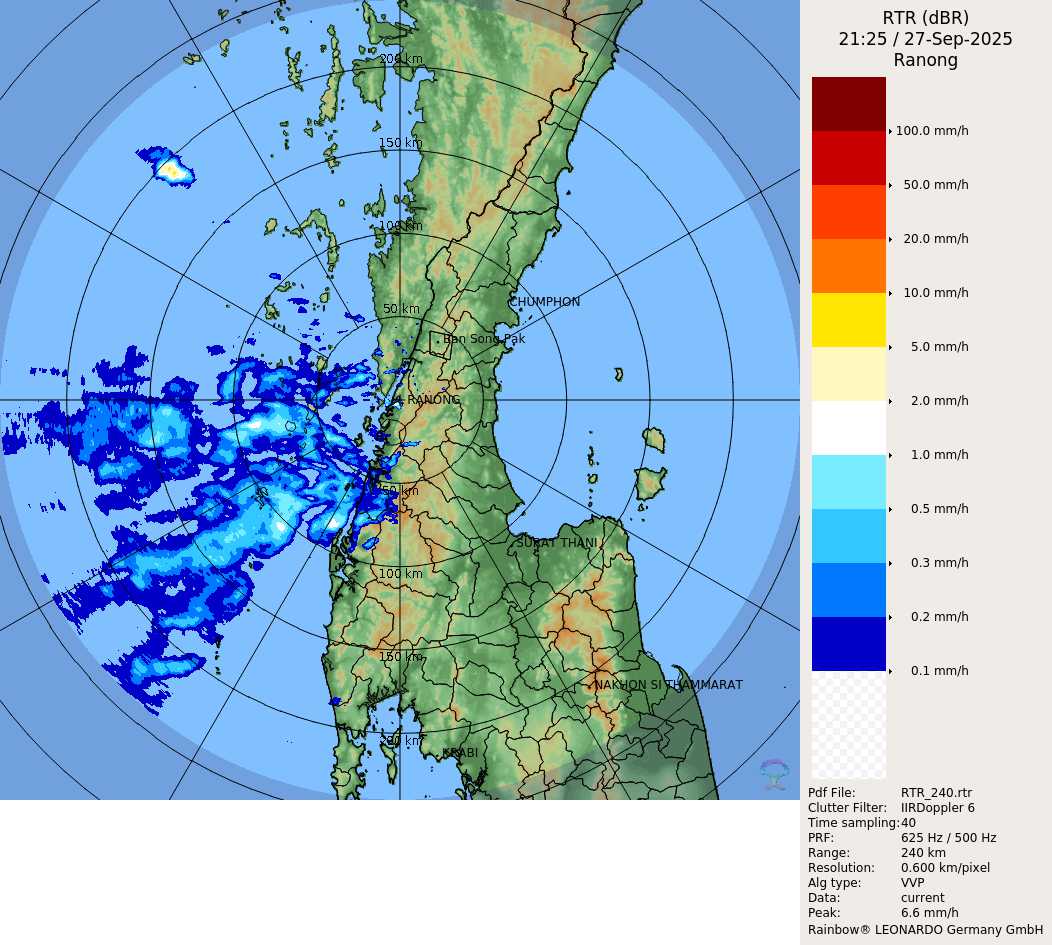 RTR (dBR)
21:25 / 27-Sep-2025
Ranong
200 km
150 km
100 km
50 km
CHUMPHON
Ban Song Pak
RANONG
50 km
SURAT THANI
100 km
150 km
NAKHON SI THAMMARAT
200 km
KRABI
100.0 mm/h
50.0 mm/h
20.0 mm/h
10.0 mm/h
5.0 mm/h
2.0 mm/h
1.0 mm/h
0.5 mm/h
0.3 mm/h
0.2 mm/h
0.1 mm/h
Pdf File: RTR_240.rtr
Clutter Filter: IIRDoppler 6
Time sampling:40
PRF: 625 Hz / 500 Hz
Range: 240 km
Resolution: 0.600 km/pixel
Alg type: VVP
Data: current
Peak: 6.6 mm/h
Rainbow® LEONARDO Germany GmbH